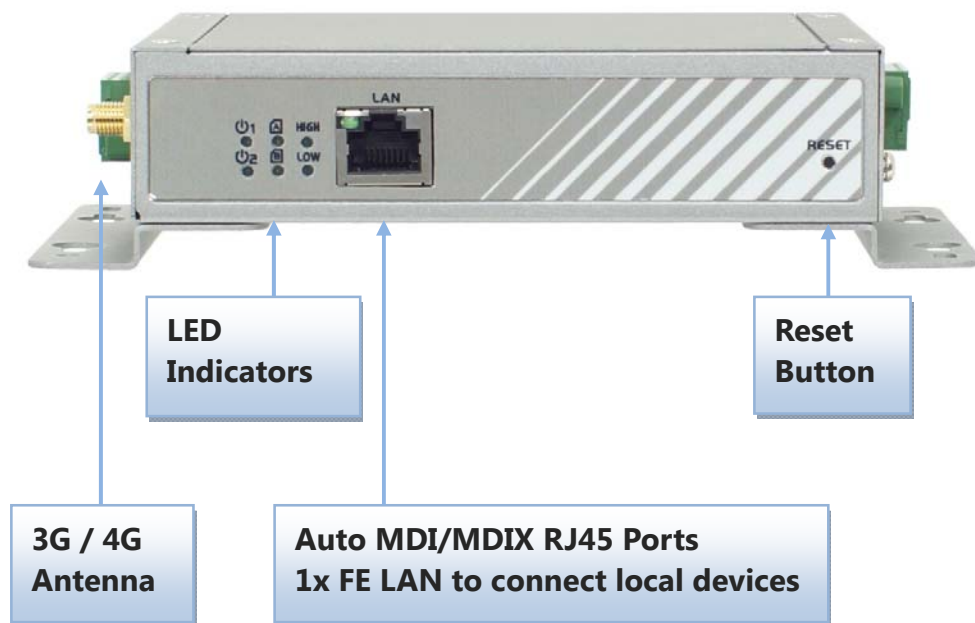 LAN
1 A HIGH
2 B LOW
RESET
LED
Indicators
Reset
Button
3G / 4G
Antenna
Auto MDI/MDIX RJ45 Ports
1x FE LAN to connect local devices